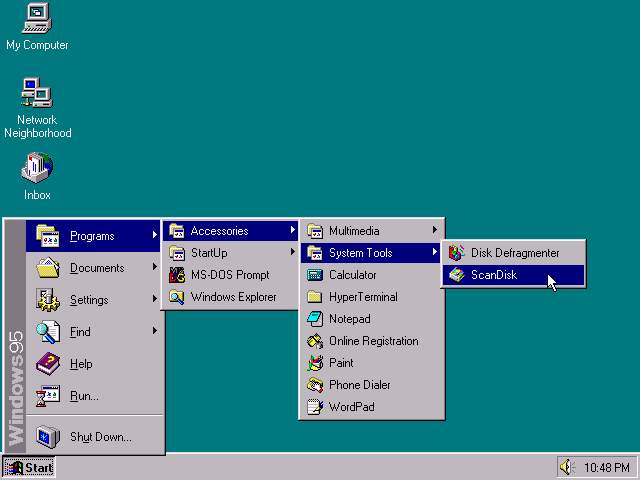 My Computer
Network
Neighborhood
Inbox
Programs
Documents
Settings
Find
Help
Run...
Shut Down...
Windows95
Accessories
StartUp
MS-DOS Prompt
Windows Explorer
Multimedia
System Tools
Calculator
HyperTerminal
Notepad
Online Registration
Paint
Phone Dialer
WordPad
Disk Defragmenter
ScanDisk
Start
10:48 PM